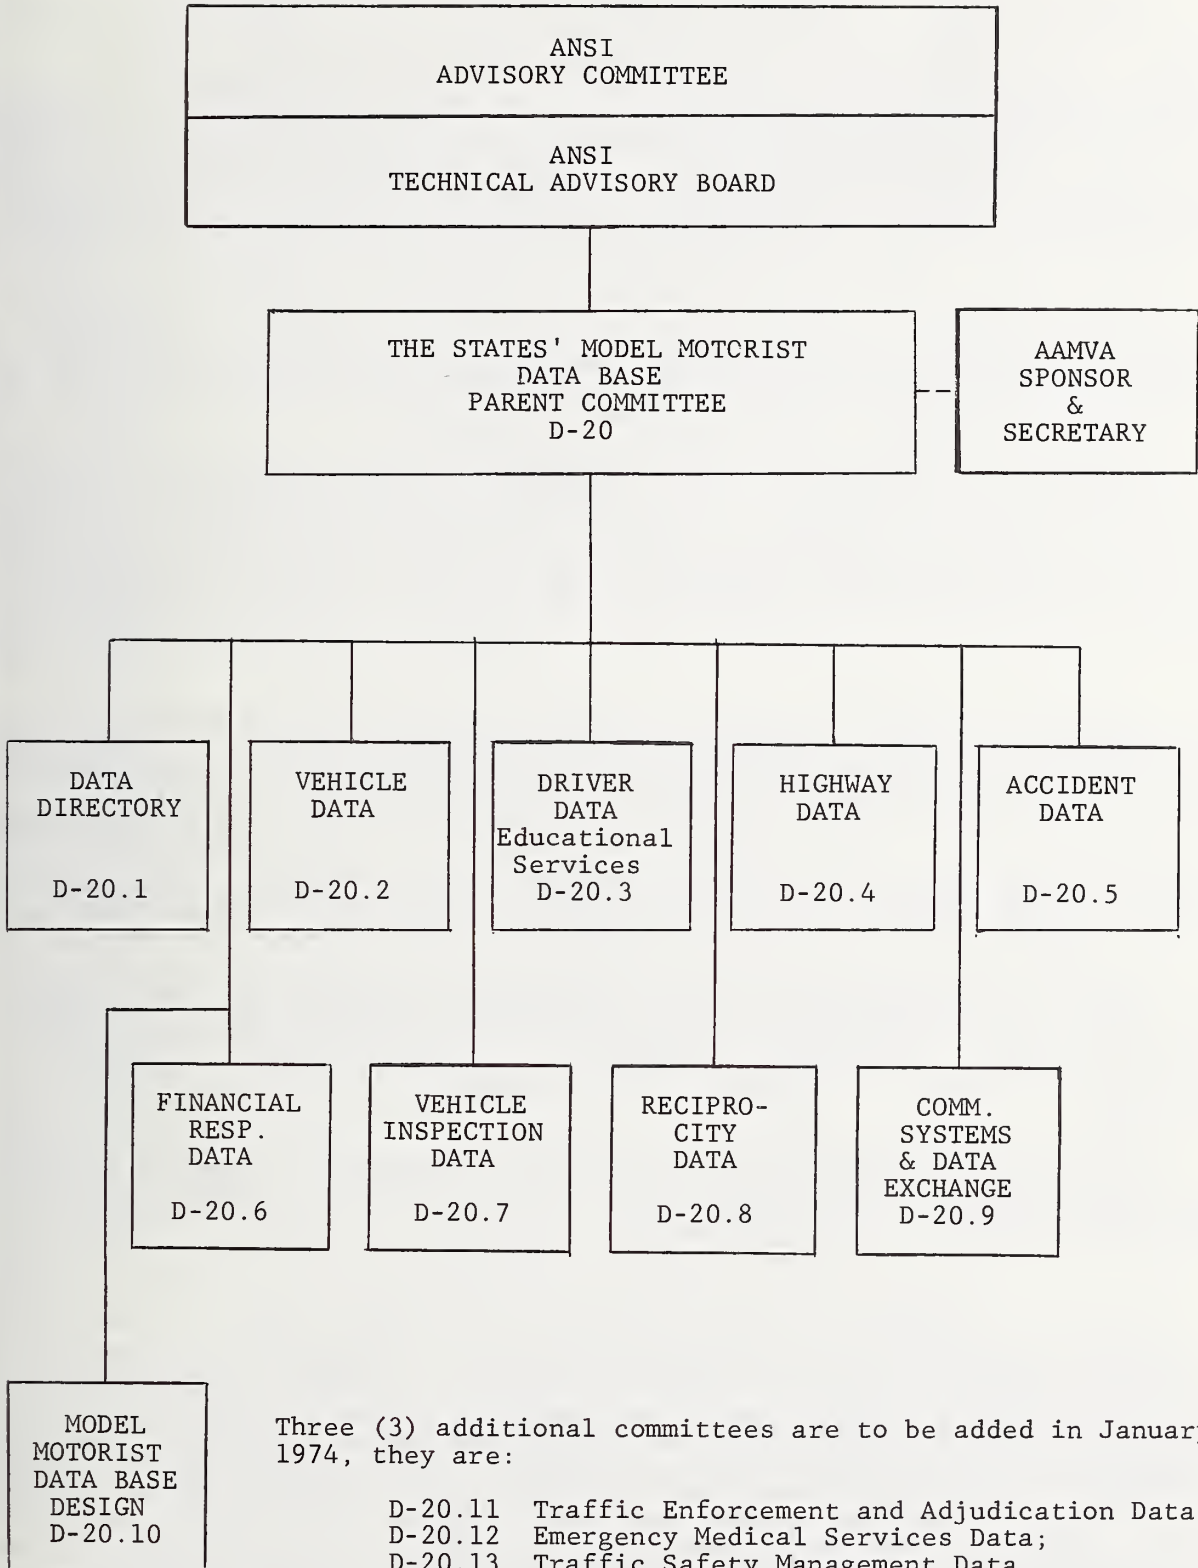 ANSI
ADVISORY COMMITTEE
ANSI
TECHNICAL ADVISORY BOARD
THE STATES' MODEL MOTORIST
DATA BASE
PARENT COMMITTEE
D-20
AAMVA
SPONSOR
&
SECRETARY
DATA
DIRECTORY
D-20.1
VEHICLE
DATA
D-20.2
DRIVER
DATA
Educational
Services
D-20.3
HIGHWAY
DATA
D-20.4
ACCIDENT
DATA
D-20.5
FINANCIAL
RESP.
DATA
D-20.6
VEHICLE
INSPECTION
DATA
D-20.7
RECIPRO-
CITY
DATA
D-20.8
COMM.
SYSTEMS
& DATA
EXCHANGE
D-20.9
MODEL
MOTORIST
DATA BASE
DESIGN
D-20.10
Three (3) additional committees are to be added in January
1974, they are:
D-20.11 Traffic Enforcement and Adjudication Data
D-20.12 Emergency Medical Services Data;
D-20.13 Traffic Safety Management Data